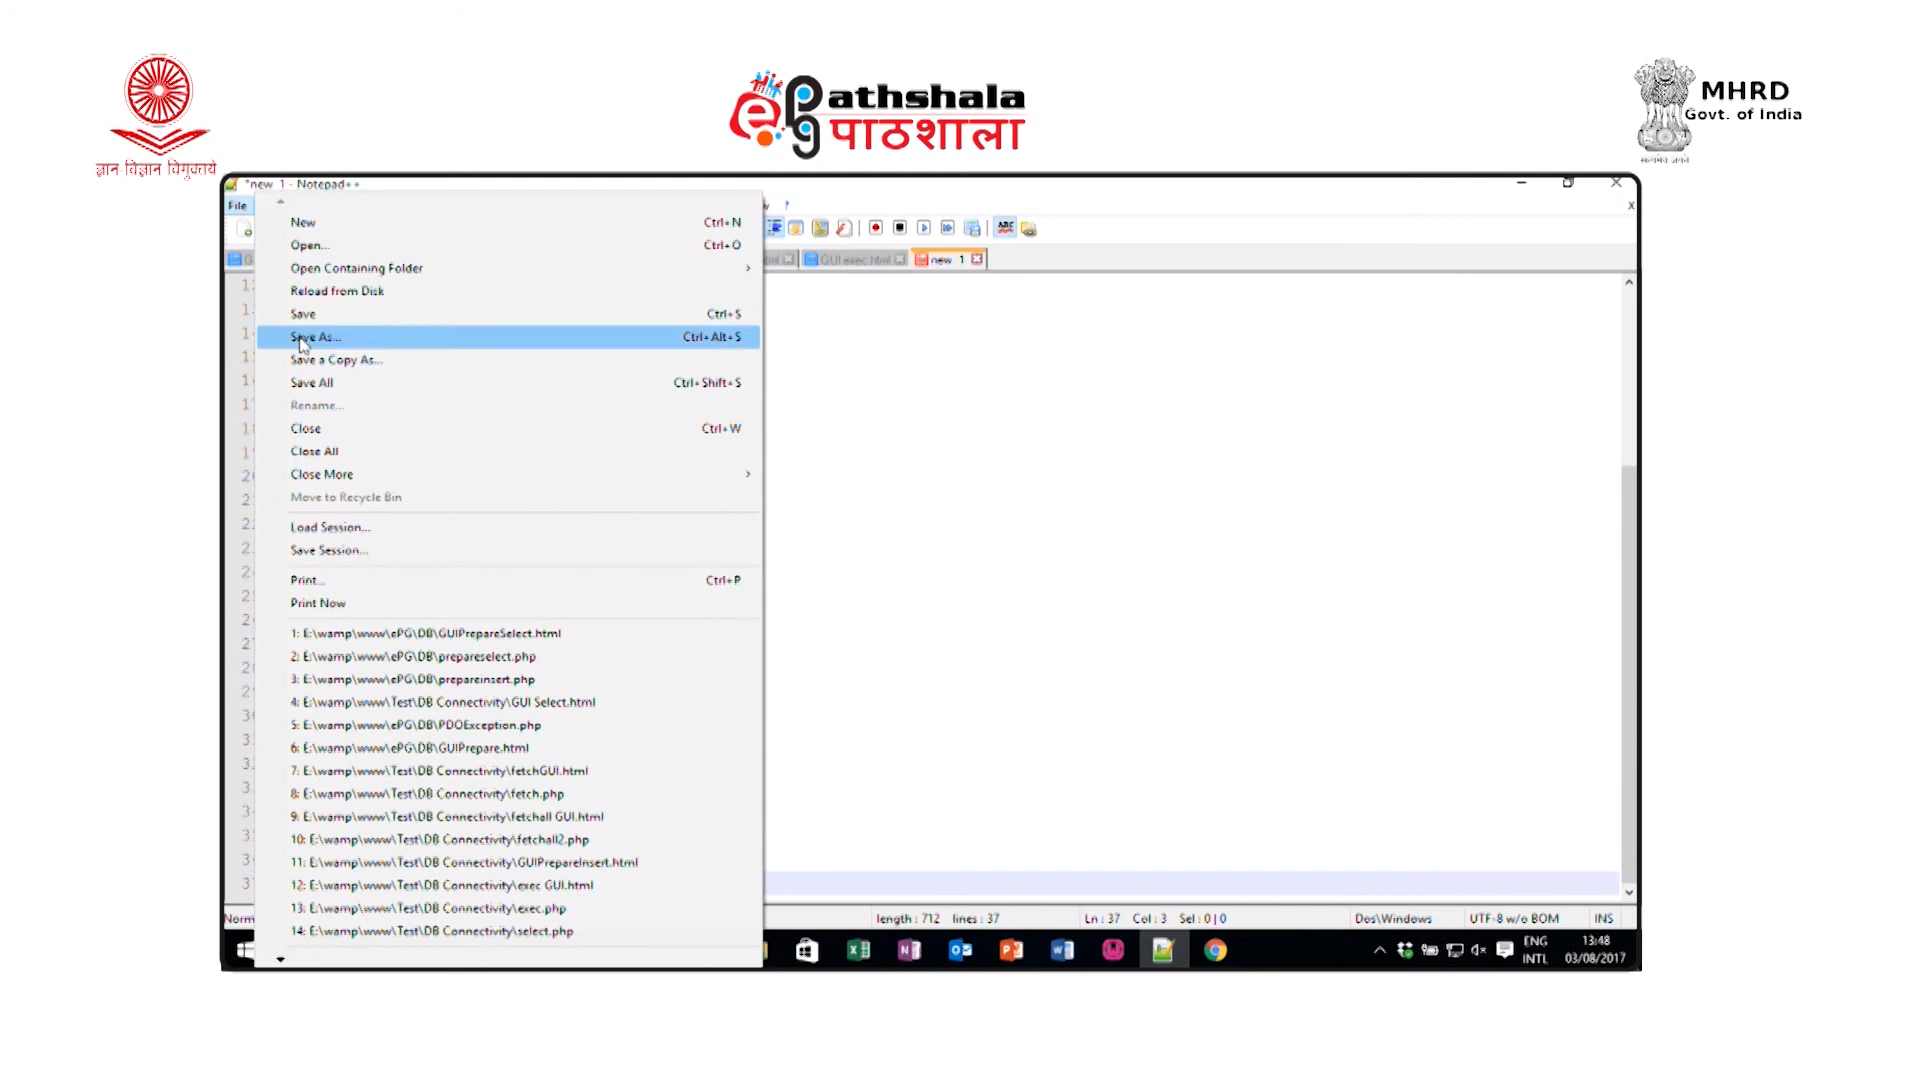 ज्ञान-विज्ञान विमुक्तये
ePG athshala
पाठशाला
MHRD
Govt. of India
सत्यमेव जयते
*new 1 - Notepad++
File
?
X
New Ctrl+N
Open... Ctrl+O
Open Containing Folder
Reload from Disk
Save Ctrl+S
Save As... Ctrl+Alt+S
Save a Copy As...
Save All Ctrl+Shift+S
Rename...
Close Ctrl+W
Close All
Close More
Move to Recycle Bin
Load Session...
Save Session...
Print... Ctrl+P
Print Now
1: E:\wamp\www\ePG\DB\GUIPrepareSelect.html
2: E:\wamp\www\ePG\DB\prepareselect.php
3: E:\wamp\www\ePG\DB\prepareinsert.php
4: E:\wamp\www\Test\DB Connectivity\GUI Select.html
5: E:\wamp\www\ePG\DB\PDOException.php
6: E:\wamp\www\ePG\DB\GUIPrepare.html
7: E:\wamp\www\Test\DB Connectivity\fetchGUI.html
8: E:\wamp\www\Test\DB Connectivity\fetch.php
9: E:\wamp\www\Test\DB Connectivity\fetchall GUI.html
10: E:\wamp\www\Test\DB Connectivity\fetchall2.php
11: E:\wamp\www\Test\DB Connectivity\GUIPrepareInsert.html
12: E:\wamp\www\Test\DB Connectivity\exec GUI.html
13: E:\wamp\www\Test\DB Connectivity\exec.php
14: E:\wamp\www\Test\DB Connectivity\select.php
ABC
GUI exec.html
new 1
Norm
length : 712 lines : 37
Ln : 37 Col : 3 Sel : 0 | 0
Dos\Windows
UTF-8 w/o BOM
INS
ENG
INTL
13:48
03/08/2017